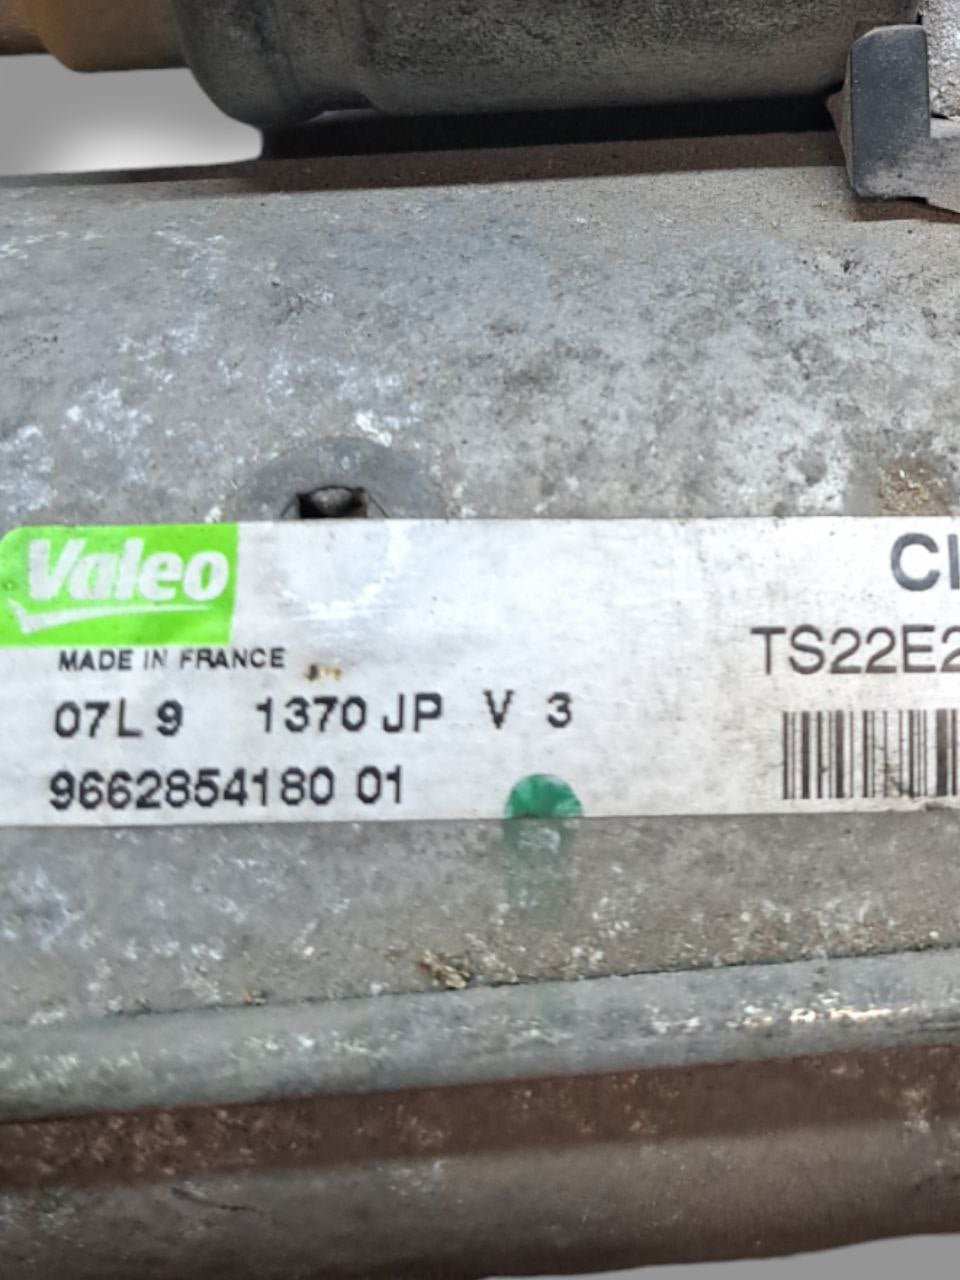 Valeo
CI
MADE IN FRANCE
TS22E2
07L9 1370 JP V 3
9662854180 01